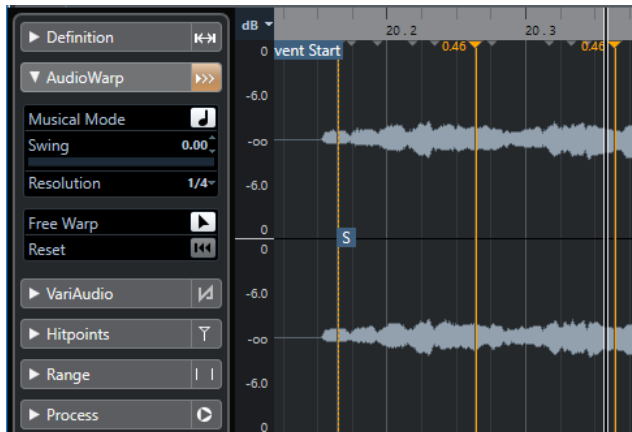 Definition
AudioWarp
Musical Mode
Swing 0.00
Resolution 1/4
Free Warp
Reset
VariAudio
Hitpoints
Range
Process
dB
20.2 20.3
0 vent Start 0.46 0.46
-6.0
-oo
-6.0
0
S
0
-6.0
-oo
-6.0
0